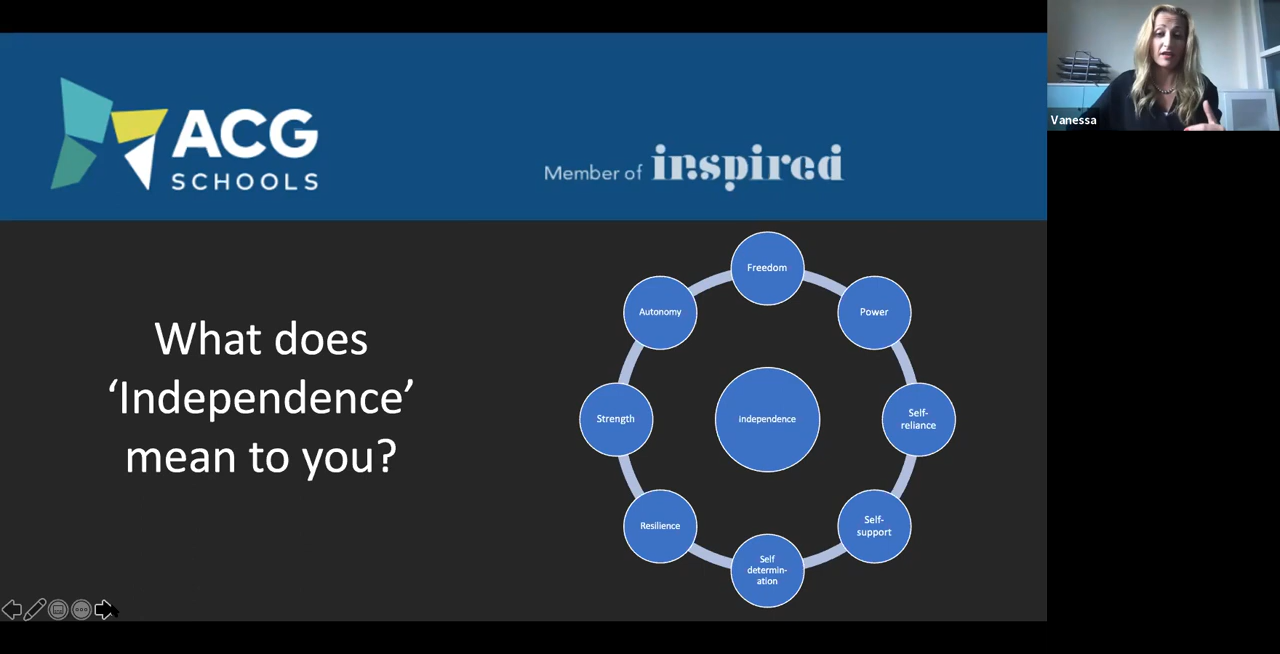 ACG
SCHOOLS
Member of inspired
Vanessa
What does
‘Independence’
mean to you?
Freedom
Power
Self-
reliance
Self-
support
Self
determin-
ation
Resilience
Strength
Autonomy
independence